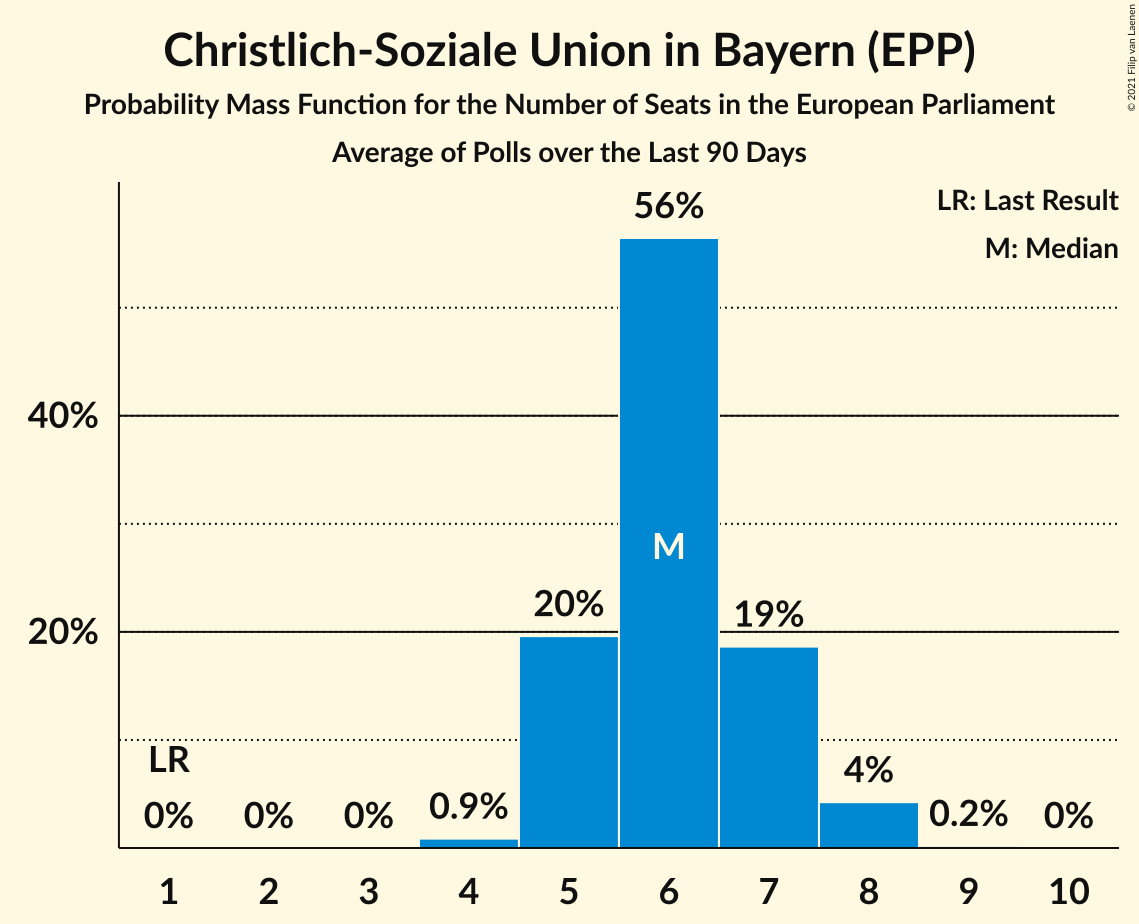 Christlich-Soziale Union in Bayern (EPP)
Probability Mass Function for the Number of Seats in the European Parliament
Average of Polls over the Last 90 Days
© 2021 Filip van Laenen
LR: Last Result
M: Median
56%
40%
M
20%
19%
20%
LR
4%
0%
0%
0%
0.9%
0.2%
0%
1
2
3
4
5
6
7
8
9
10